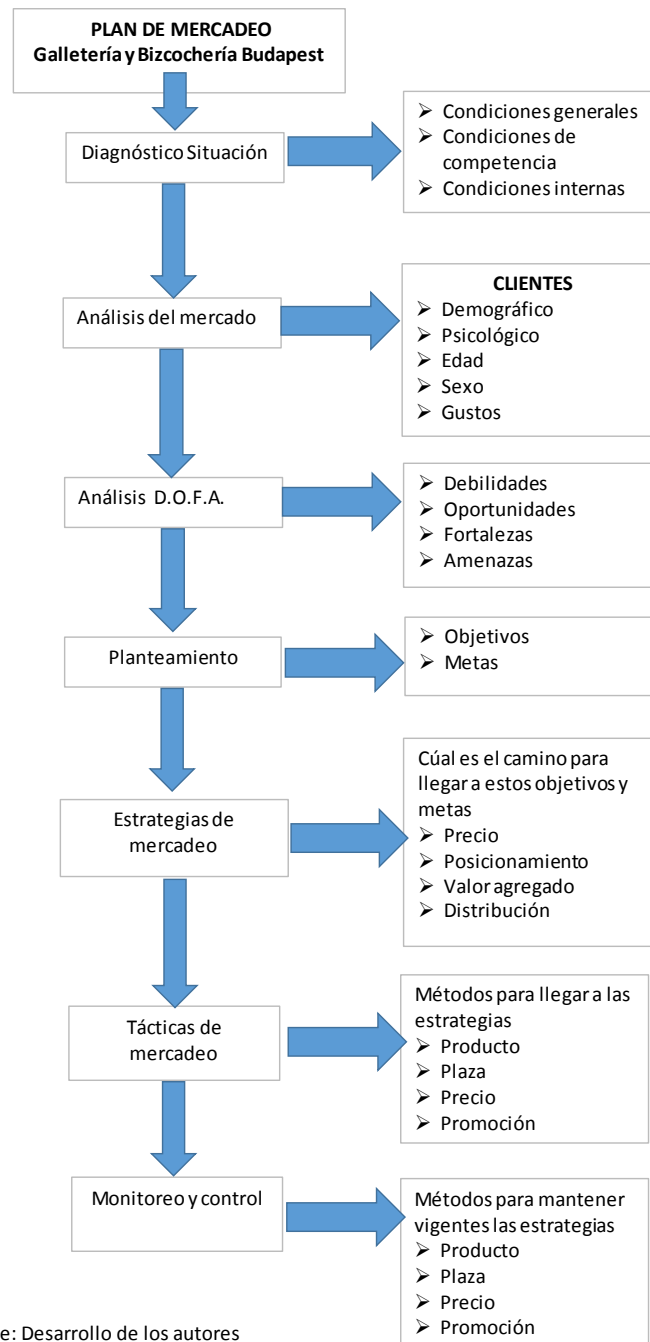 PLAN DE MERCADEO
Galletería y Bizcochería Budapest
Diagnóstico Situación
➢ Condiciones generales
➢ Condiciones de
competencia
➢ Condiciones internas
Análisis del mercado
CLIENTES
➢ Demográfico
➢ Psicológico
➢ Edad
➢ Sexo
➢ Gustos
Análisis D.O.F.A.
➢ Debilidades
➢ Oportunidades
➢ Fortalezas
➢ Amenazas
Planteamiento
➢ Objetivos
➢ Metas
Estrategias de
mercadeo
Cúal es el camino para
llegar a estos objetivos y
metas
➢ Precio
➢ Posicionamiento
➢ Valor agregado
➢ Distribución
Tácticas de
mercadeo
Métodos para llegar a las
estrategias
➢ Producto
➢ Plaza
➢ Precio
➢ Promoción
Monitoreo y control
Métodos para mantener
vigentes las estrategias
➢ Producto
➢ Plaza
➢ Precio
➢ Promoción
e: Desarrollo de los autores